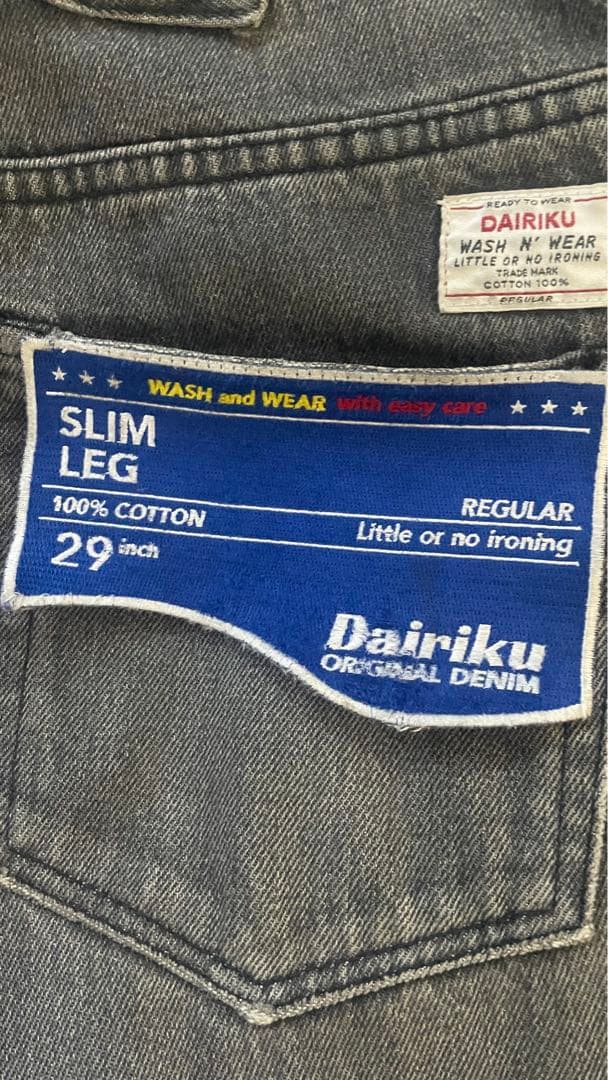 READY TO WEAR
DAIRIKU
WASH N' WEAR
LITTLE OR NO IRONING
TRADE MARK
COTTON 100%
REGULAR
WASH and WEAR with easy care
SLIM
LEG
100% COTTON
REGULAR
29 inch
Little or no ironing
Dairiku
ORIGINAL DENIM